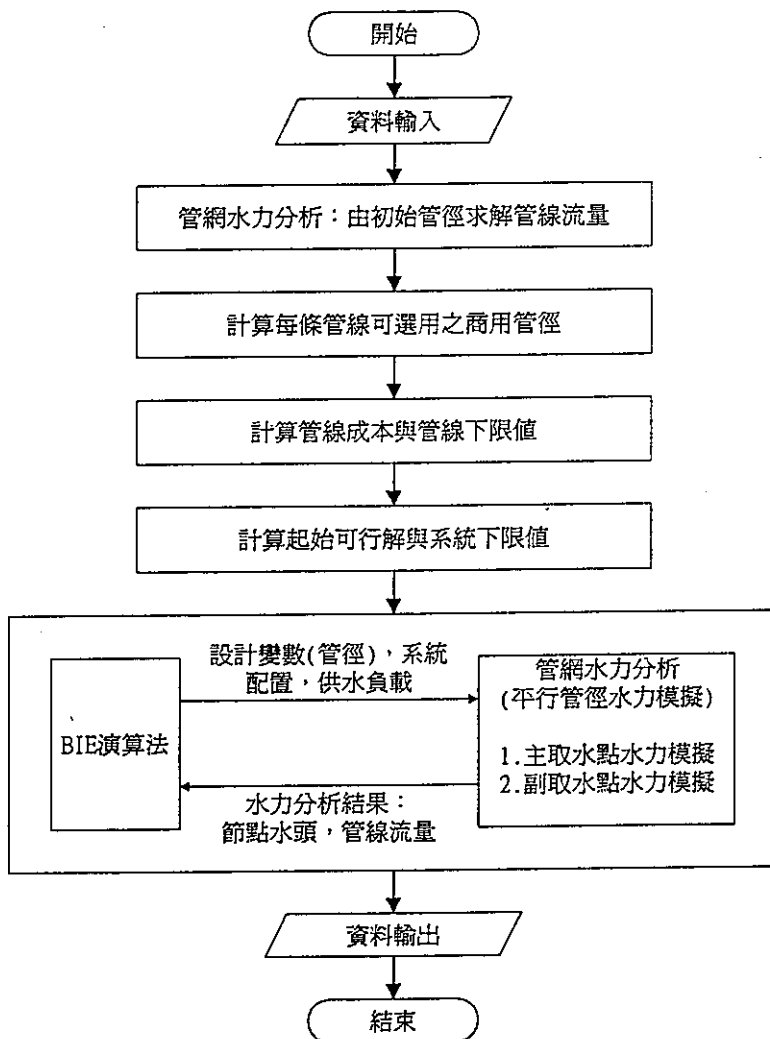 開始
資料輸入
管網水力分析：由初始管徑求解管線流量
計算每條管線可選用之商用管徑
計算管線成本與管線下限值
計算起始可行解與系統下限值
設計變數(管徑)，系統
配置，供水負載
BIE演算法
管網水力分析
(平行管徑水力模擬)
1.主取水點水力模擬
2.副取水點水力模擬
水力分析結果：
節點水頭，管線流量
資料輸出
結束